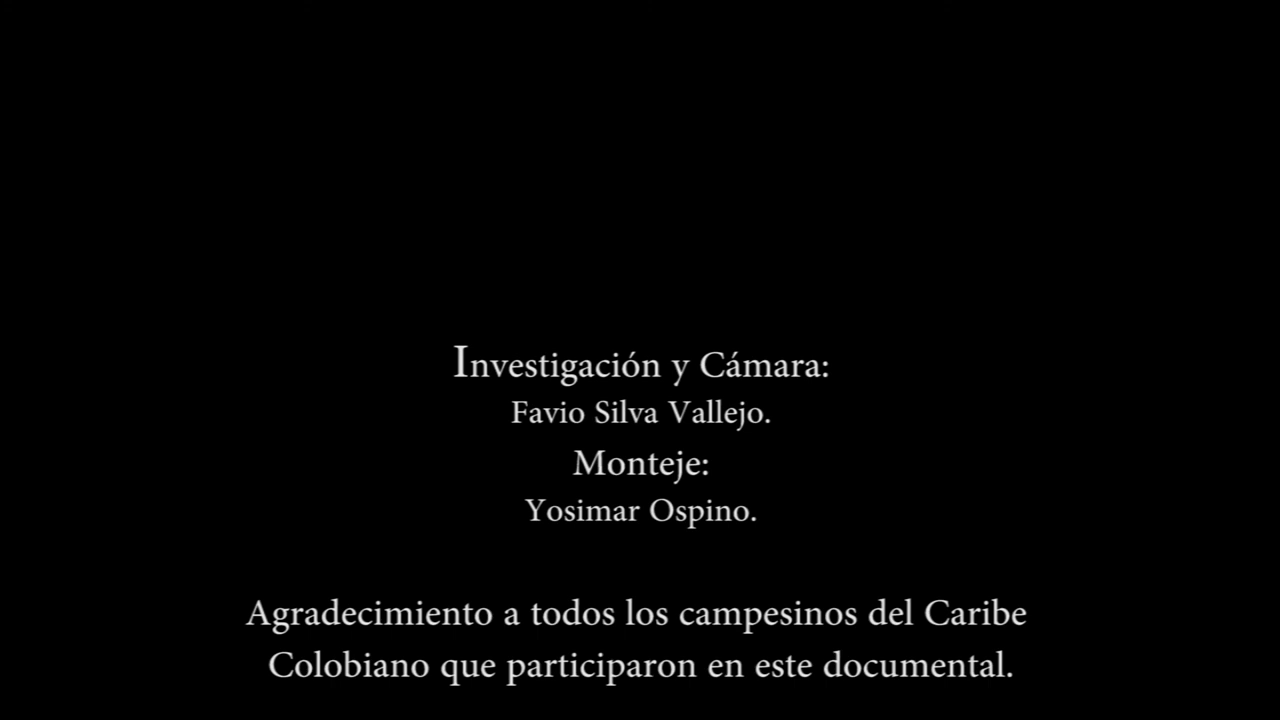 Investigación y Cámara:
Favio Silva Vallejo.
Monteje:
Yosimar Ospino.
Agradecimiento a todos los campesinos del Caribe
Colobiano que participaron en este documental.